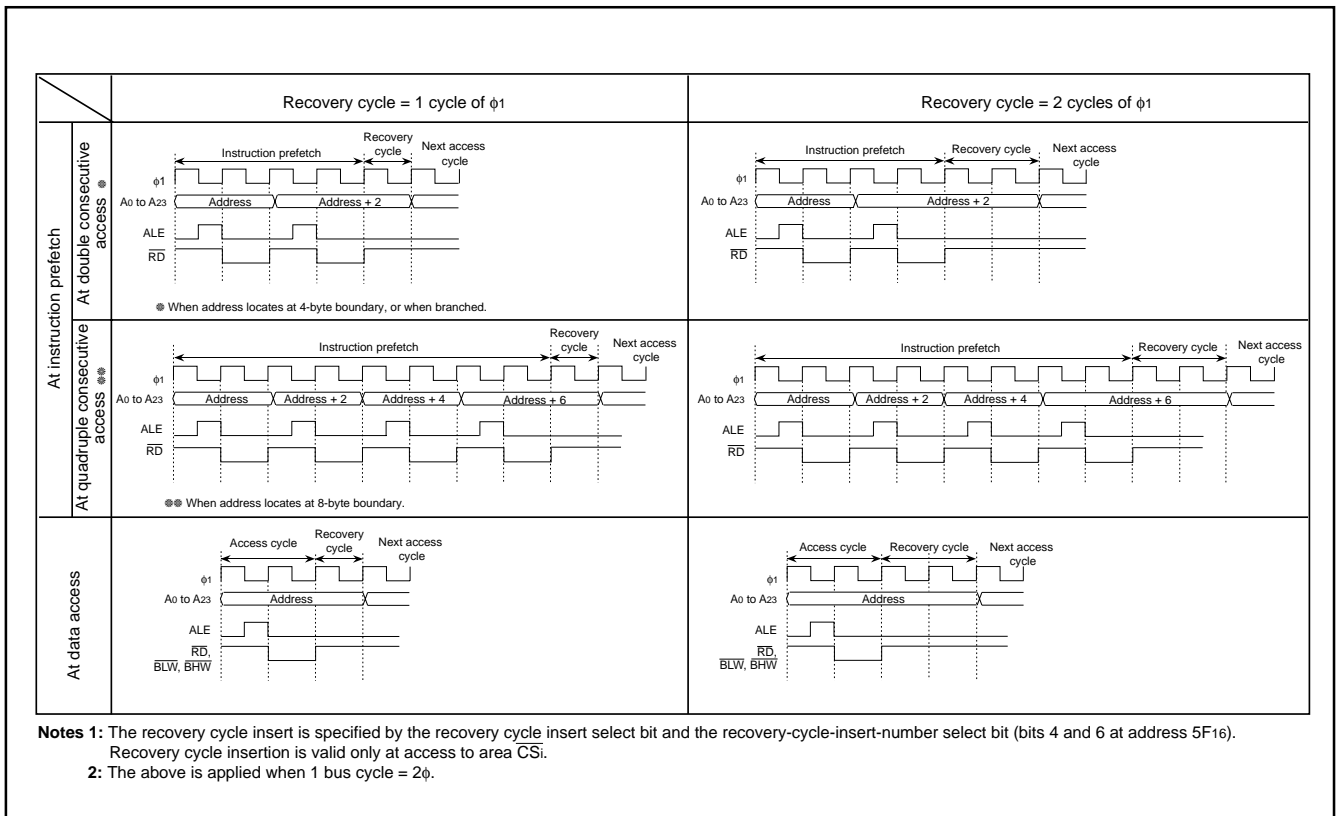 Recovery cycle = 1 cycle of φ1
Recovery cycle = 2 cycles of φ1
At instruction prefetch
At double consecutive
access ※
Instruction prefetch
Recovery
cycle
Next access
cycle
φ1
A0 to A23
Address
Address + 2
ALE
RD
※ When address locates at 4-byte boundary, or when branched.
Instruction prefetch
Recovery cycle
Next access
cycle
φ1
A0 to A23
Address
Address + 2
ALE
RD
At quadruple consecutive
access ※※
Instruction prefetch
Recovery
cycle
Next access
cycle
φ1
A0 to A23
Address
Address + 2
Address + 4
Address + 6
ALE
RD
※※ When address locates at 8-byte boundary.
Instruction prefetch
Recovery cycle
Next access
cycle
φ1
A0 to A23
Address
Address + 2
Address + 4
Address + 6
ALE
RD
At data access
Access cycle
Recovery
cycle
Next access
cycle
φ1
A0 to A23
Address
ALE
RD,
BLW, BHW
Access cycle
Recovery cycle
Next access
cycle
φ1
A0 to A23
Address
ALE
RD,
BLW, BHW
Notes 1: The recovery cycle insert is specified by the recovery cycle insert select bit and the recovery-cycle-insert-number select bit (bits 4 and 6 at address 5F16).
Recovery cycle insertion is valid only at access to area CSi.
2: The above is applied when 1 bus cycle = 2φ.